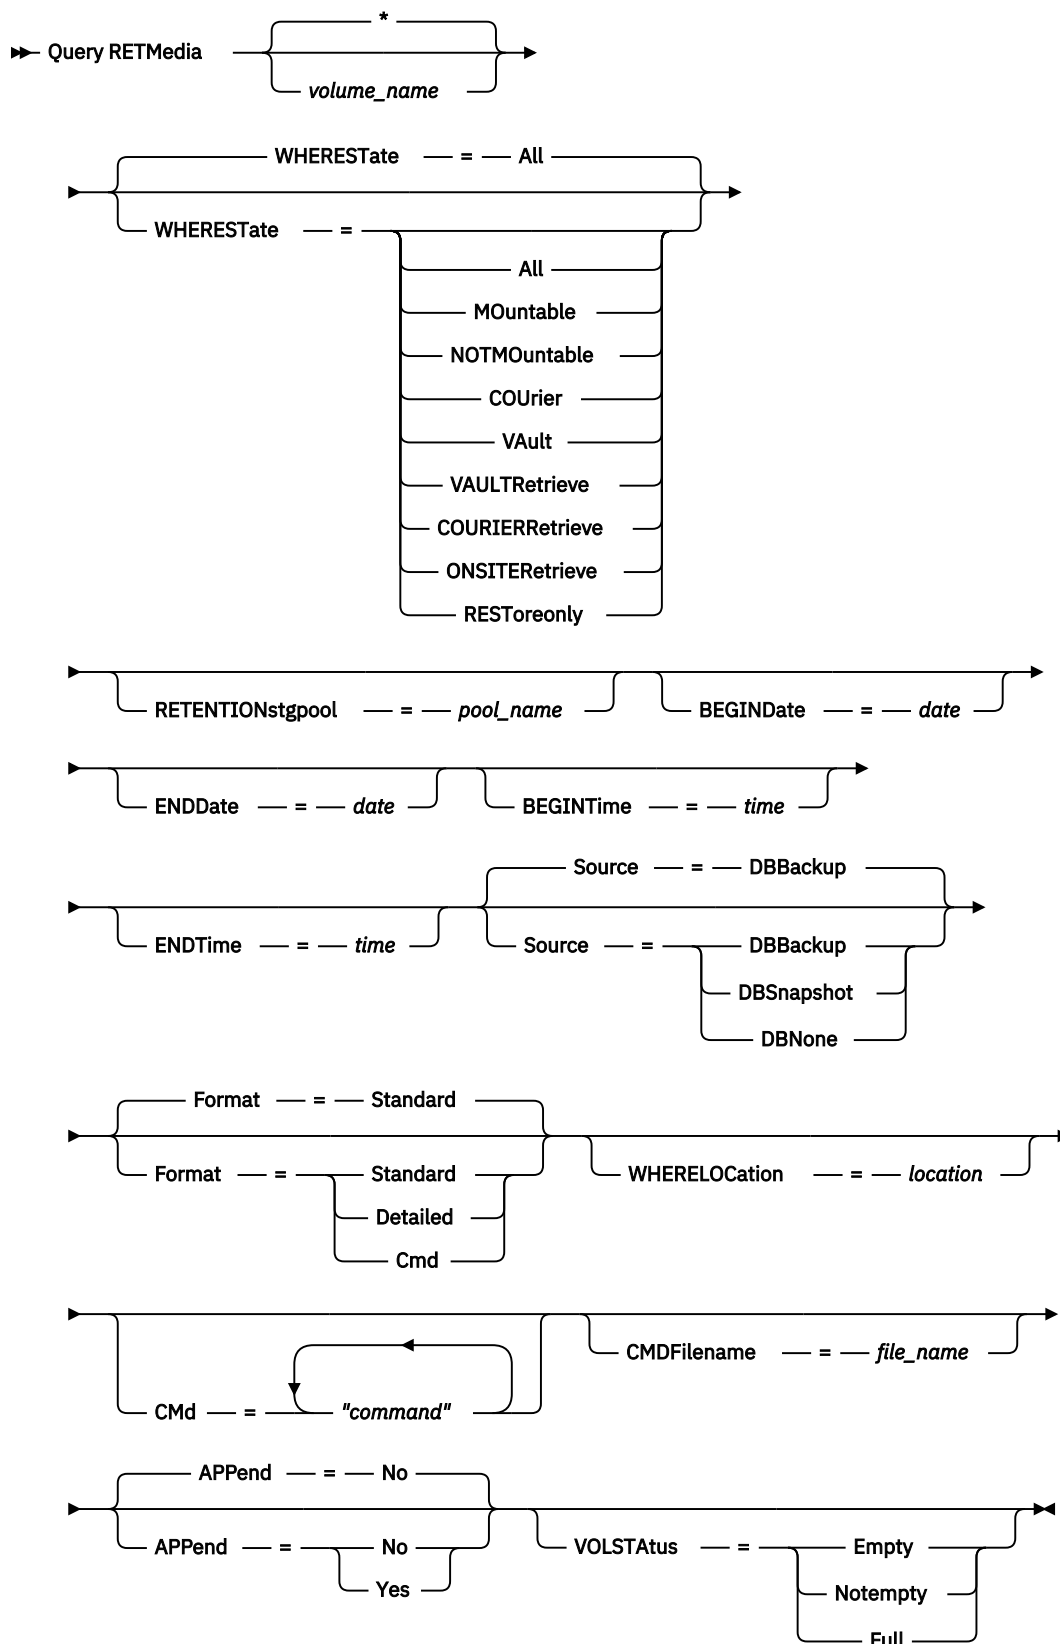 *
Query RETMedia
volume_name
WHERESTate = All
WHERESTate =
All
MOuntable
NOTMOuntable
COUrier
VAult
VAULTRetrieve
COURIERRetrieve
ONSITERetrieve
RESToreonly
RETENTIONstgpool = pool_name BEGINDate = date
ENDDate = date BEGINTime = time
Source = DBBackup
ENDTime = time Source = DBBackup
DBSnapshot
DBNone
Format = Standard
Format = Standard WHERELOCation = location
Detailed
Cmd
CMDFilename = file_name
CMd = "command"
APPend = No
APPend = No VOLSTAtus = Empty
Yes Notempty
Full